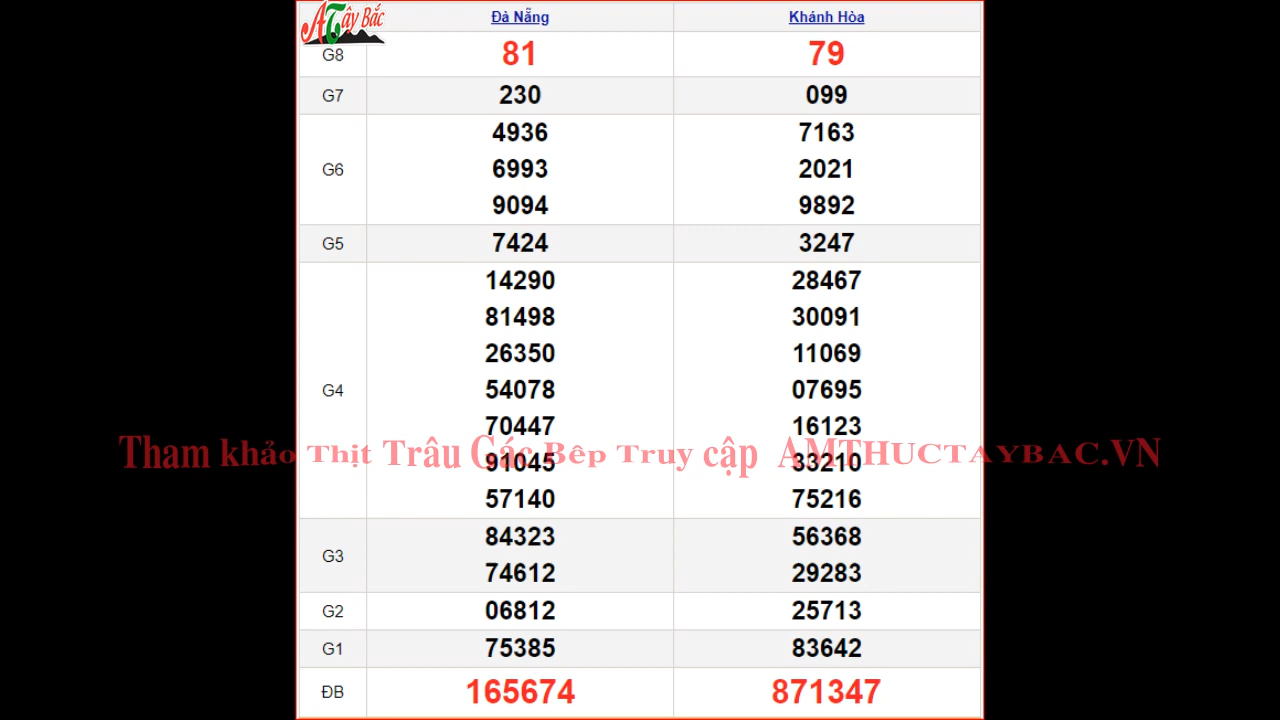 ATây Bắc
Đà Nẵng Khánh Hòa
G8 81 79
G7 230 099
4936 7163
G6 6993 2021
9094 9892
G5 7424 3247
14290 28467
81498 30091
26350 11069
G4 54078 07695
70447 16123
Tham khảo Thịt Trâu Gác Bếp Truy cập AMTHUCTAYBAC.VN
91045 33210
57140 75216
84323 56368
G3
74612 29283
G2 06812 25713
G1 75385 83642
ĐB 165674 871347